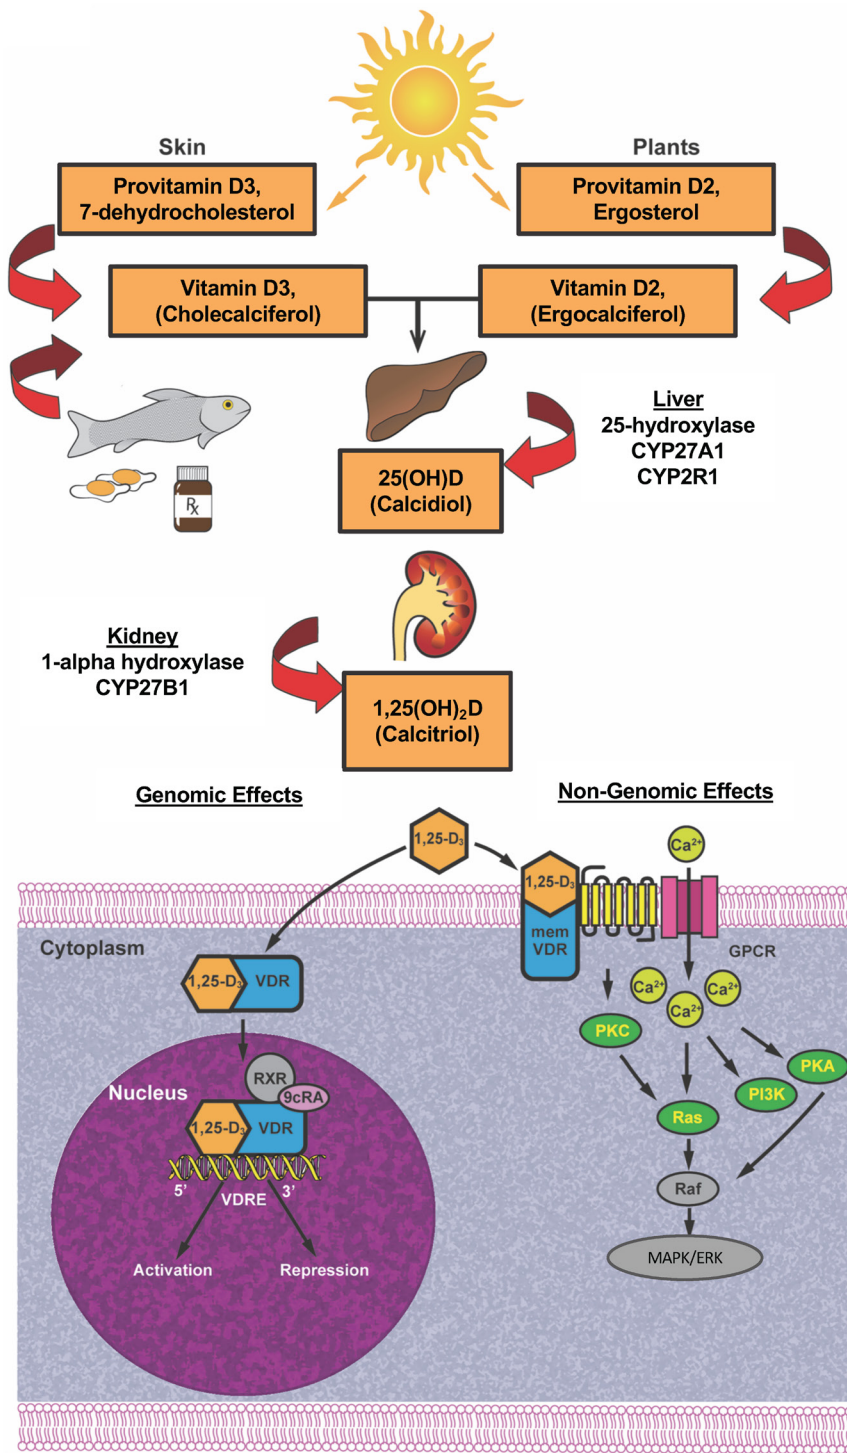 Skin
Plants
Provitamin D3,
7-dehydrocholesterol
Provitamin D2,
Ergosterol
Vitamin D3,
(Cholecalciferol)
Vitamin D2,
(Ergocalciferol)
Liver
25-hydroxylase
CYP27A1
CYP2R1
Rx
25(OH)D
(Calcidiol)
Kidney
1-alpha hydroxylase
CYP27B1
1,25(OH)₂D
(Calcitriol)
Genomic Effects
Non-Genomic Effects
1,25-D₃
Ca²⁺
1,25-D₃
mem
VDR
Cytoplasm
GPCR
1,25-D₃
VDR
Ca²⁺
Ca²⁺
Ca²⁺
PKC
PKA
PI3K
Nucleus
RXR
9cRA
1,25-D₃
VDR
Ras
5’
3’
VDRE
Raf
Activation
Repression
MAPK/ERK